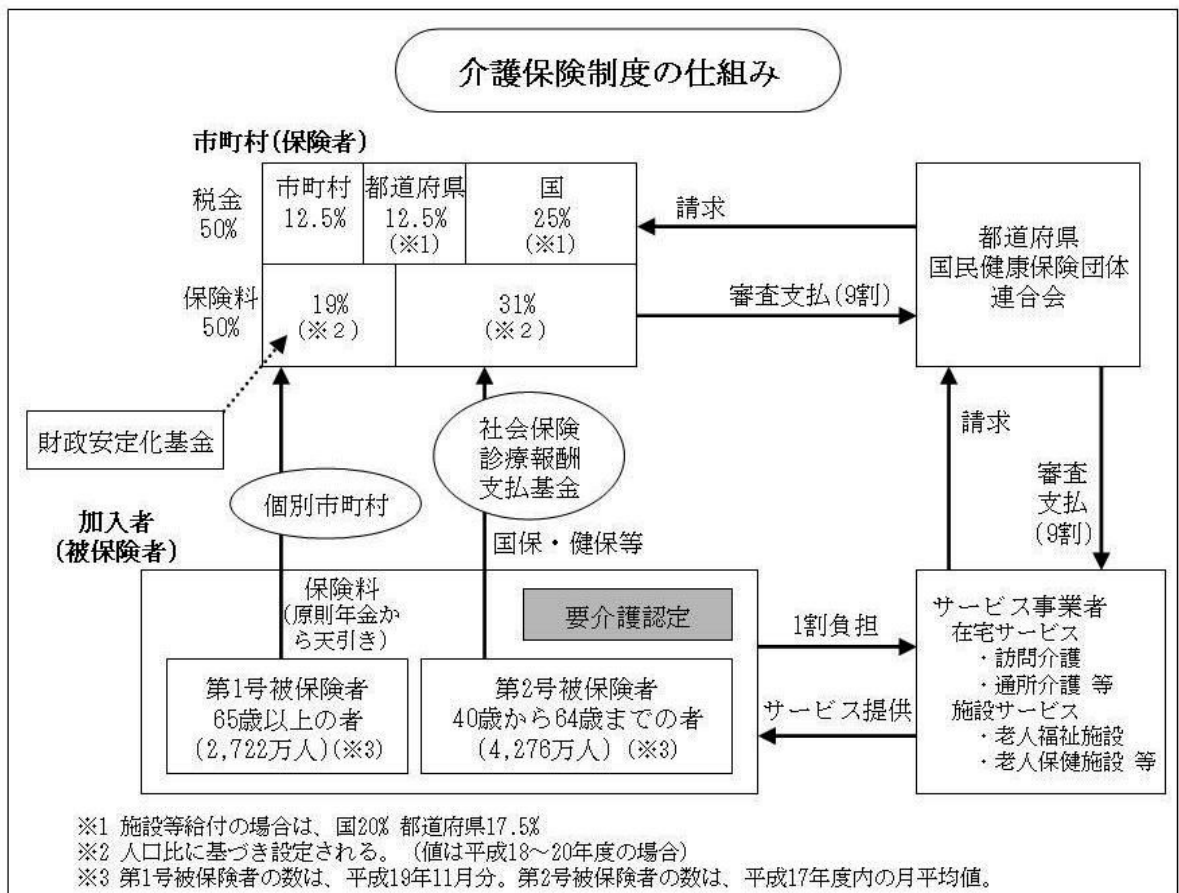 介護保険制度の仕組み
市町村(保険者)
税金
50%
市町村
12.5%
都道府県
12.5%
(※1)
国
25%
(※1)
保険料
50%
19%
(※２)
31%
(※２)
請求
審査支払(9割)
都道府県
国民健康保険団体
連合会
財政安定化基金
個別市町村
社会保険
診療報酬
支払基金
国保・健保等
請求
審査
支払
(9割)
加入者
(被保険者)
保険料
(原則年金か
ら天引き)
要介護認定
第1号被保険者
65歳以上の者
(2,722万人)(※3)
第2号被保険者
40歳から64歳までの者
(4,276万人) (※3)
1割負担
サービス提供
サービス事業者
在宅サービス
・訪問介護
・通所介護 等
施設サービス
・老人福祉施設
・老人保健施設 等
※1 施設等給付の場合は、国20% 都道府県17.5%
※2 人口比に基づき設定される。 (値は平成18～20年度の場合)
※3 第1号被保険者の数は、平成19年11月分。第2号被保険者の数は、平成17年度内の月平均値。